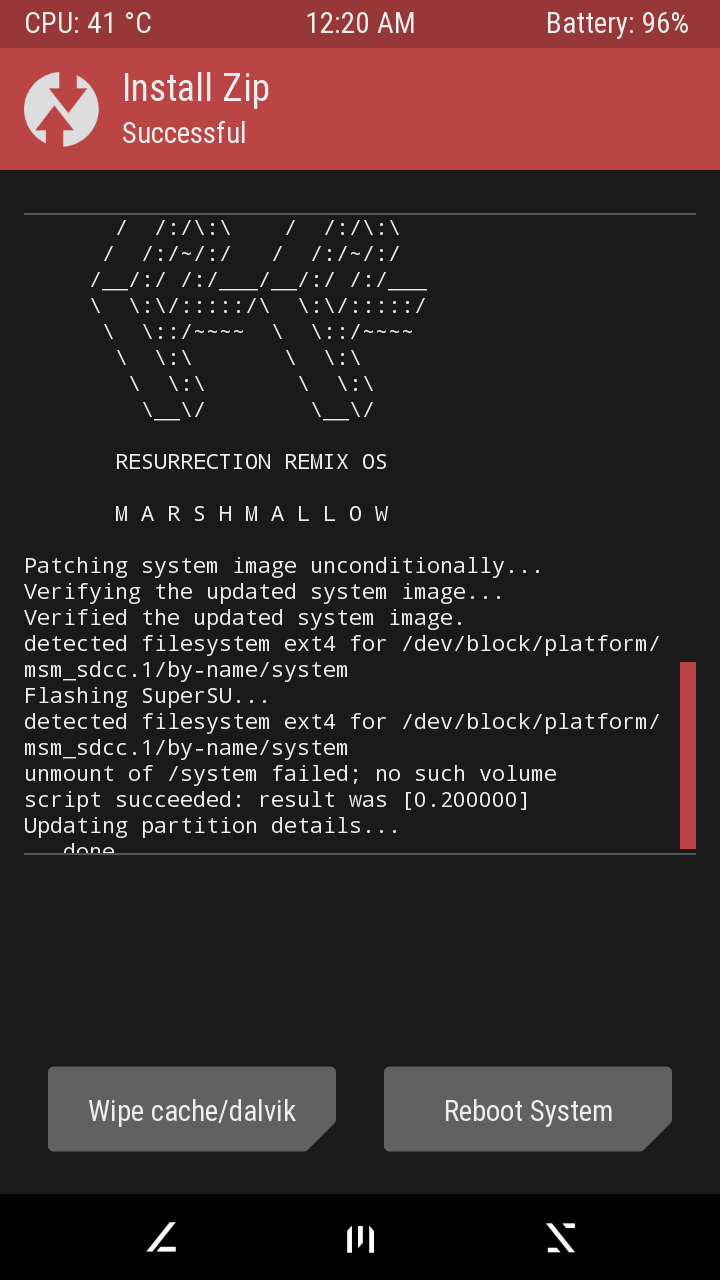 CPU: 41 °C 12:20 AM Battery: 96%
Install Zip
Successful
/  /:/\:\    /  /:/\:\
/  /:/~/:/   /  /:/~/:/
/__/:/ /:/___/__/:/ /:/___
\  \:\/:::::/\  \:\/:::::/
\  \::/~~~~  \  \::/~~~~
\  \:\       \  \:\
\  \:\       \  \:\
\__\/        \__\/
RESURRECTION REMIX OS
M A R S H M A L L O W
Patching system image unconditionally...
Verifying the updated system image...
Verified the updated system image.
detected filesystem ext4 for /dev/block/platform/
msm_sdcc.1/by-name/system
Flashing SuperSU...
detected filesystem ext4 for /dev/block/platform/
msm_sdcc.1/by-name/system
unmount of /system failed; no such volume
script succeeded: result was [0.200000]
Updating partition details...
...done
Wipe cache/dalvik
Reboot System